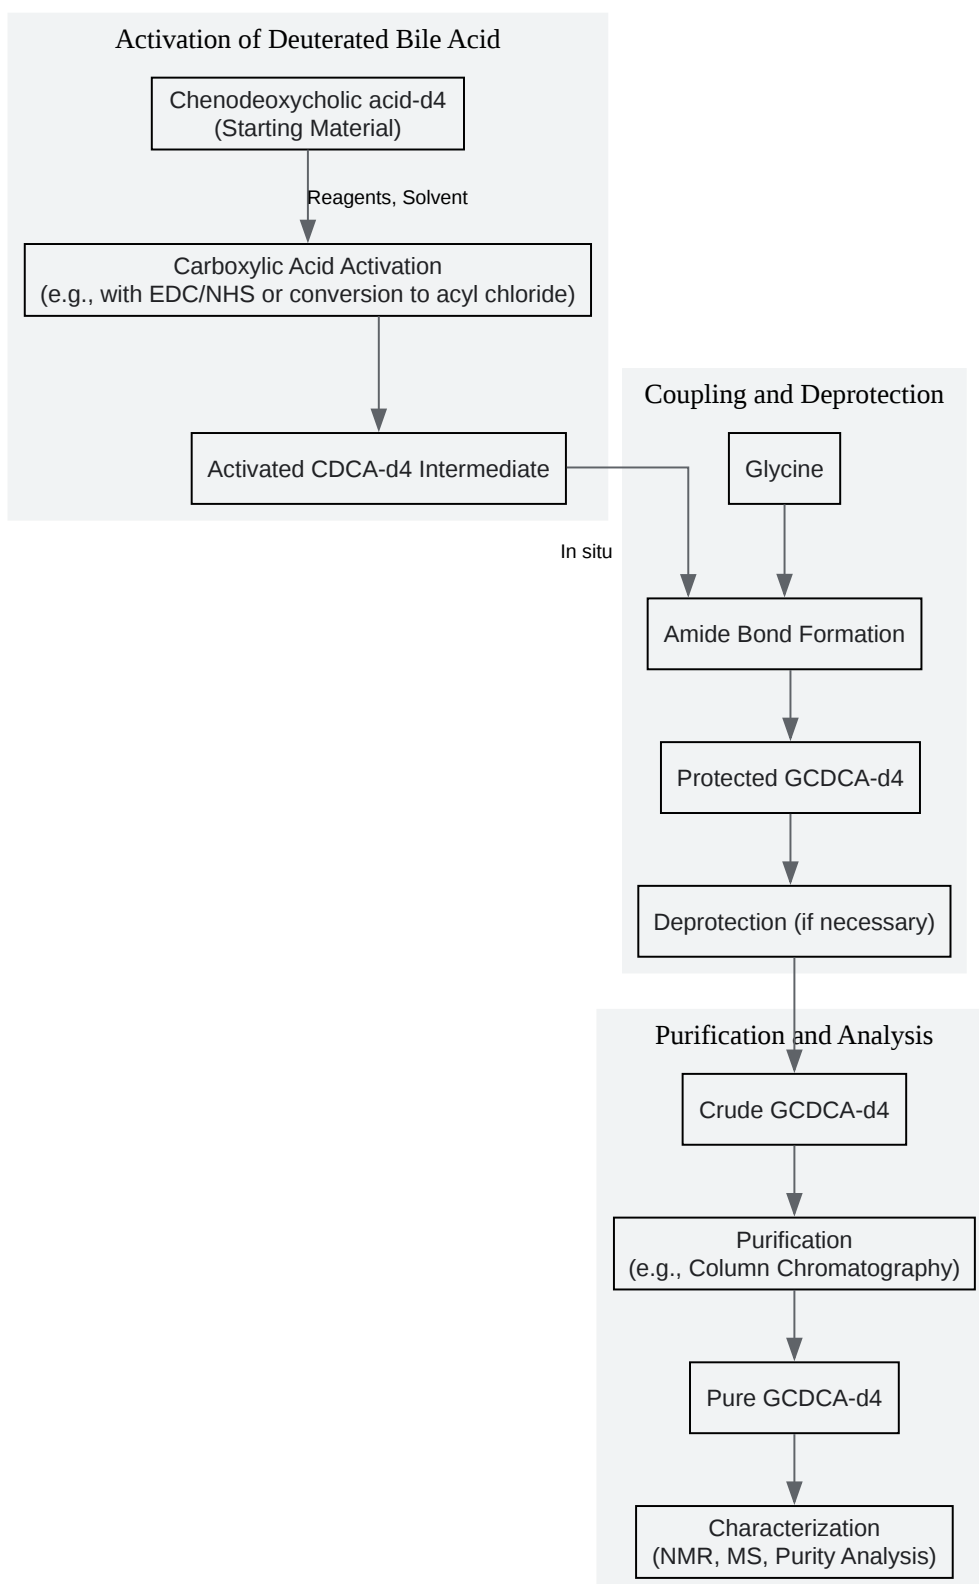 Activation of Deuterated Bile Acid
Chenodeoxycholic acid-d4
(Starting Material)
Reagents, Solvent
Carboxylic Acid Activation
(e.g., with EDC/NHS or conversion to acyl chloride)
Activated CDCA-d4 Intermediate
In situ
Coupling and Deprotection
Glycine
Amide Bond Formation
Protected GCDCA-d4
Deprotection (if necessary)
Purification and Analysis
Crude GCDCA-d4
Purification
(e.g., Column Chromatography)
Pure GCDCA-d4
Characterization
(NMR, MS, Purity Analysis)